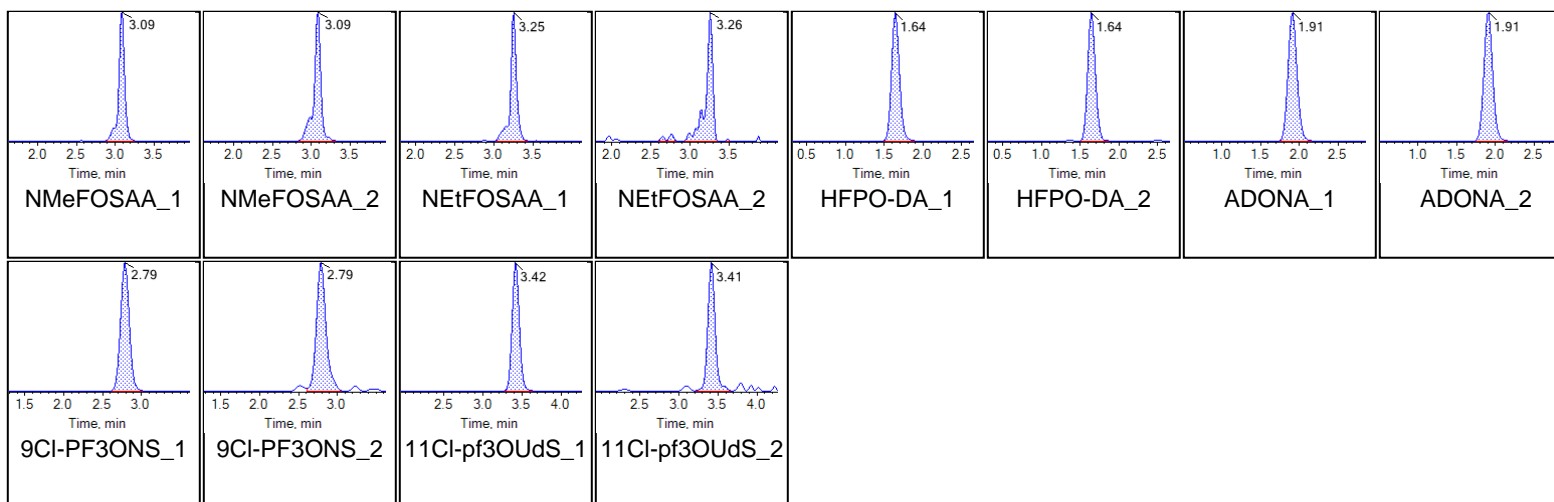 3.09
2.0 2.5 3.0 3.5
Time, min
NMeFOSAA_1
3.09
2.0 2.5 3.0 3.5
Time, min
NMeFOSAA_2
3.25
2.0 2.5 3.0 3.5
Time, min
NEtFOSAA_1
3.26
2.0 2.5 3.0 3.5
Time, min
NEtFOSAA_2
1.64
0.5 1.0 1.5 2.0 2.5
Time, min
HFPO-DA_1
1.64
0.5 1.0 1.5 2.0 2.5
Time, min
HFPO-DA_2
1.91
1.0 1.5 2.0 2.5
Time, min
ADONA_1
1.91
1.0 1.5 2.0 2.5
Time, min
ADONA_2
2.79
1.5 2.0 2.5 3.0
Time, min
9Cl-PF3ONS_1
2.79
1.5 2.0 2.5 3.0
Time, min
9Cl-PF3ONS_2
3.42
2.5 3.0 3.5 4.0
Time, min
11Cl-pf3OUdS_1
3.41
2.5 3.0 3.5 4.0
Time, min
11Cl-pf3OUdS_2